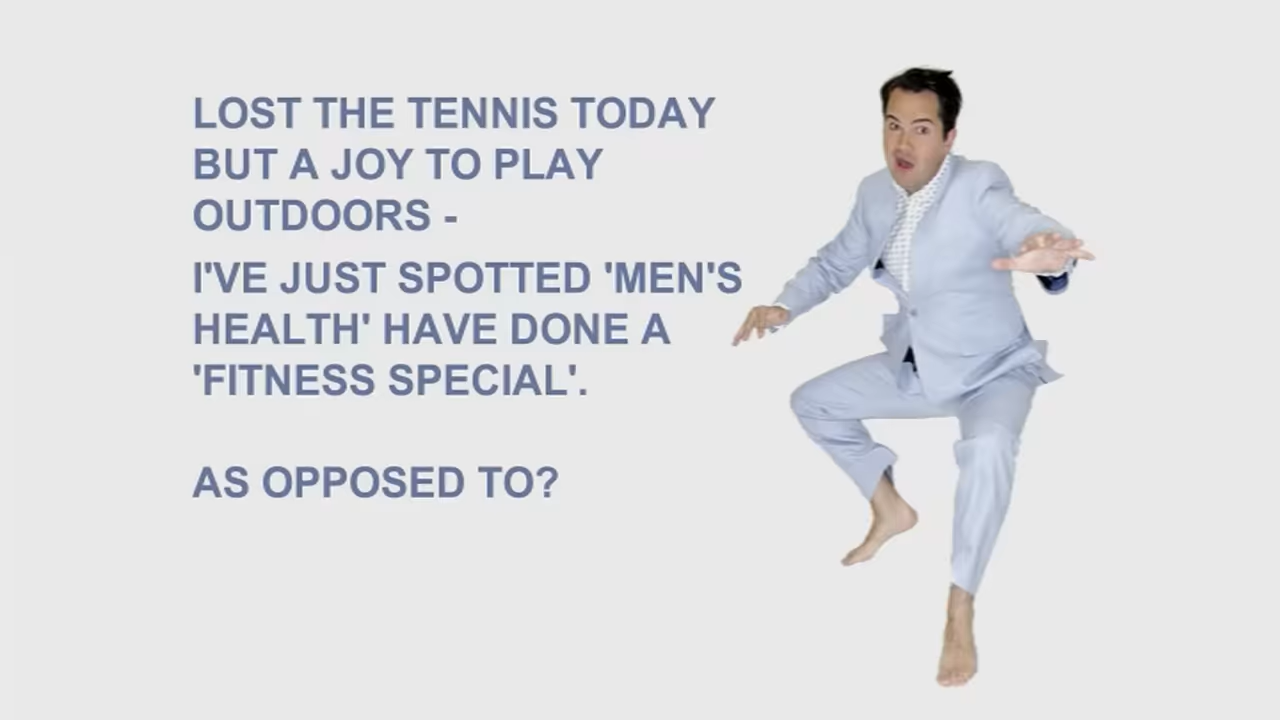 LOST THE TENNIS TODAY
BUT A JOY TO PLAY
OUTDOORS -
I'VE JUST SPOTTED 'MEN'S
HEALTH' HAVE DONE A
'FITNESS SPECIAL'.
AS OPPOSED TO?